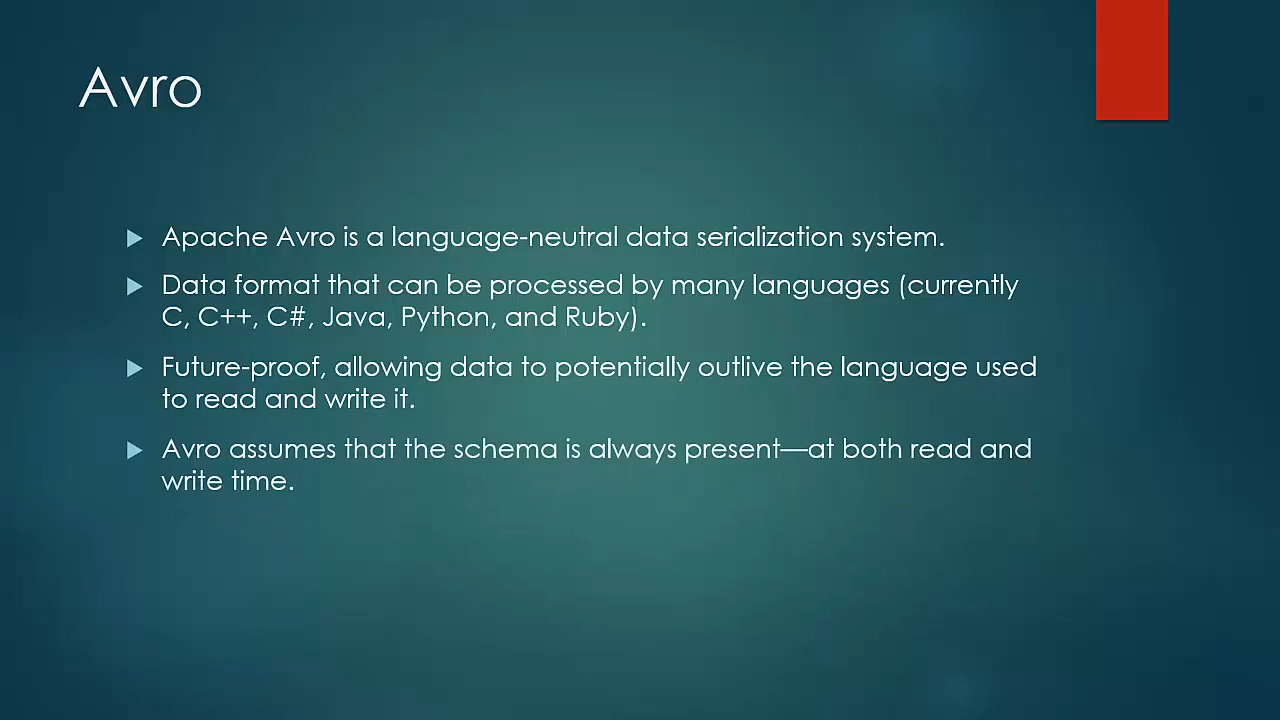 Avro
Apache Avro is a language-neutral data serialization system.
Data format that can be processed by many languages (currently
C, C++, C#, Java, Python, and Ruby).
Future-proof, allowing data to potentially outlive the language used
to read and write it.
Avro assumes that the schema is always present—at both read and
write time.